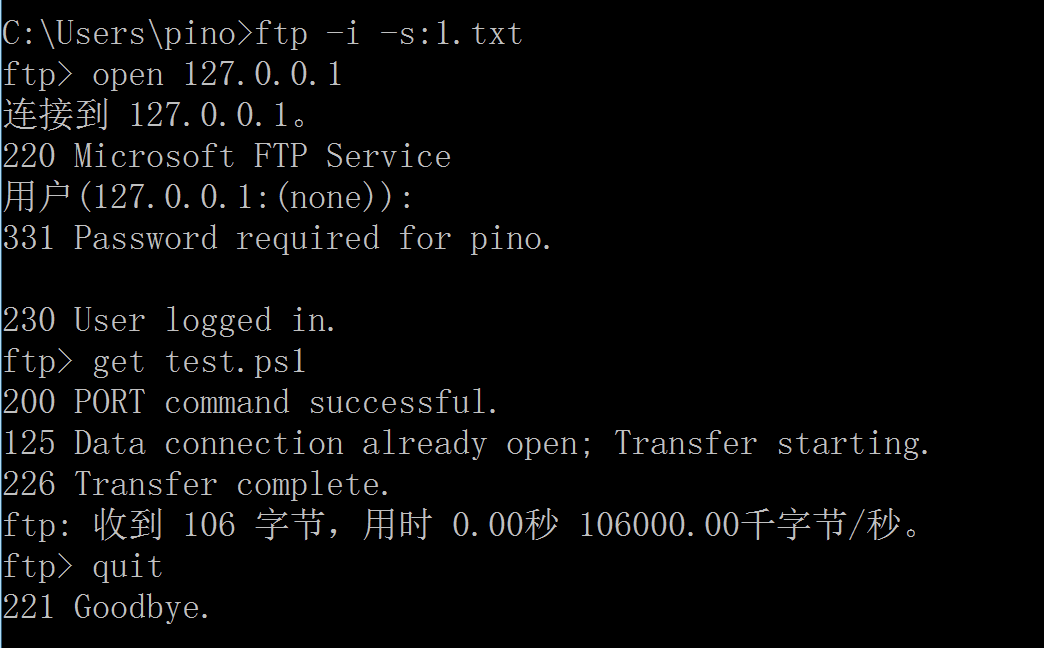 C:\Users\pino>ftp -i -s:1.txt
ftp> open 127.0.0.1
连接到 127.0.0.1。
220 Microsoft FTP Service
用户(127.0.0.1:(none)):
331 Password required for pino.
230 User logged in.
ftp> get test.ps1
200 PORT command successful.
125 Data connection already open; Transfer starting.
226 Transfer complete.
ftp: 收到 106 字节，用时 0.00秒 106000.00千字节/秒。
ftp> quit
221 Goodbye.